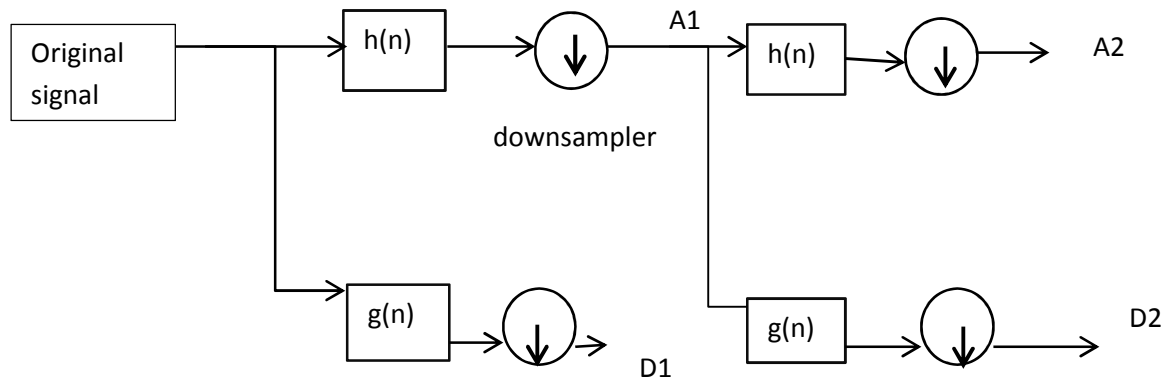 Original
signal
h(n)
A1
h(n)
A2
downsampler
g(n)
D1
g(n)
D2